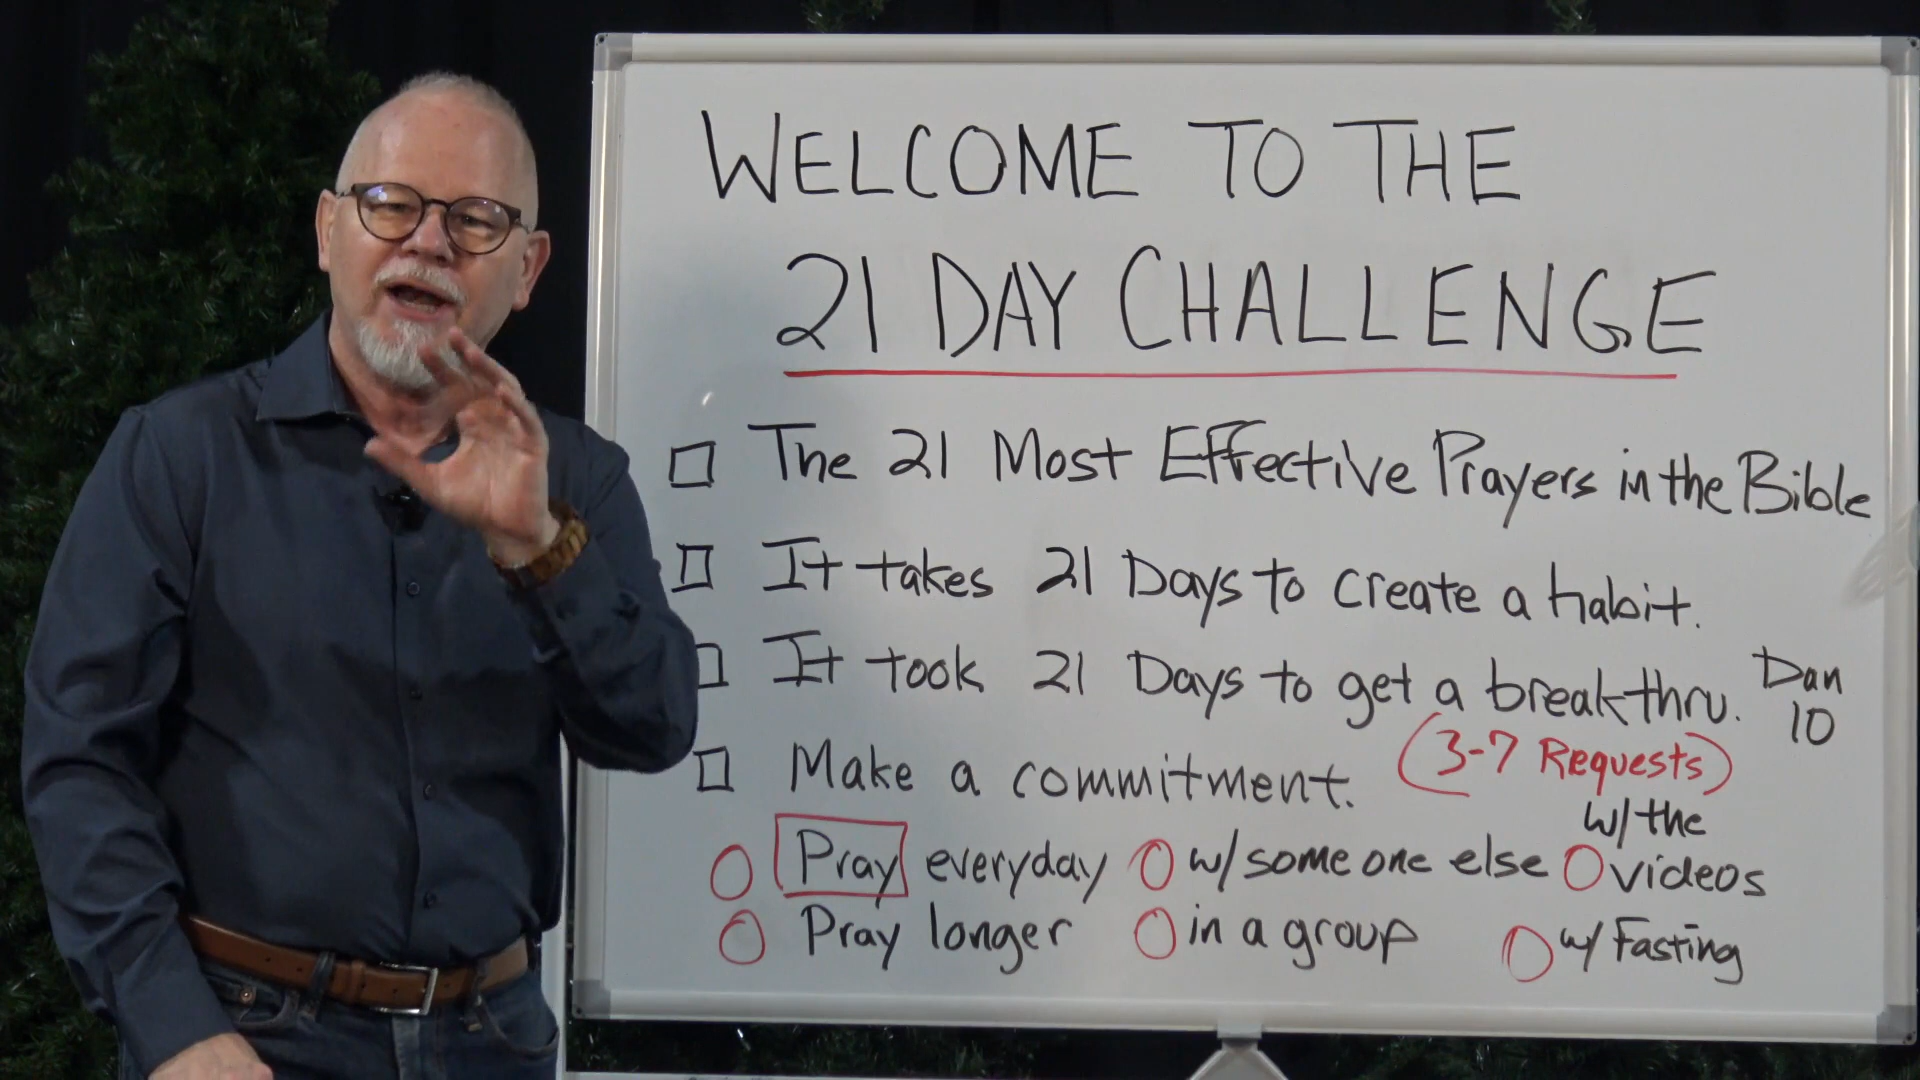 WELCOME TO THE
21 DAY CHALLENGE
The 21 Most Effective Prayers in the Bible
It takes 21 Days to create a habit.
It took 21 Days to get a breakthru. Dan 10
Make a commitment. (3-7 Requests)
Pray everyday w/ someone else w/ the videos
Pray longer in a group w/ Fasting